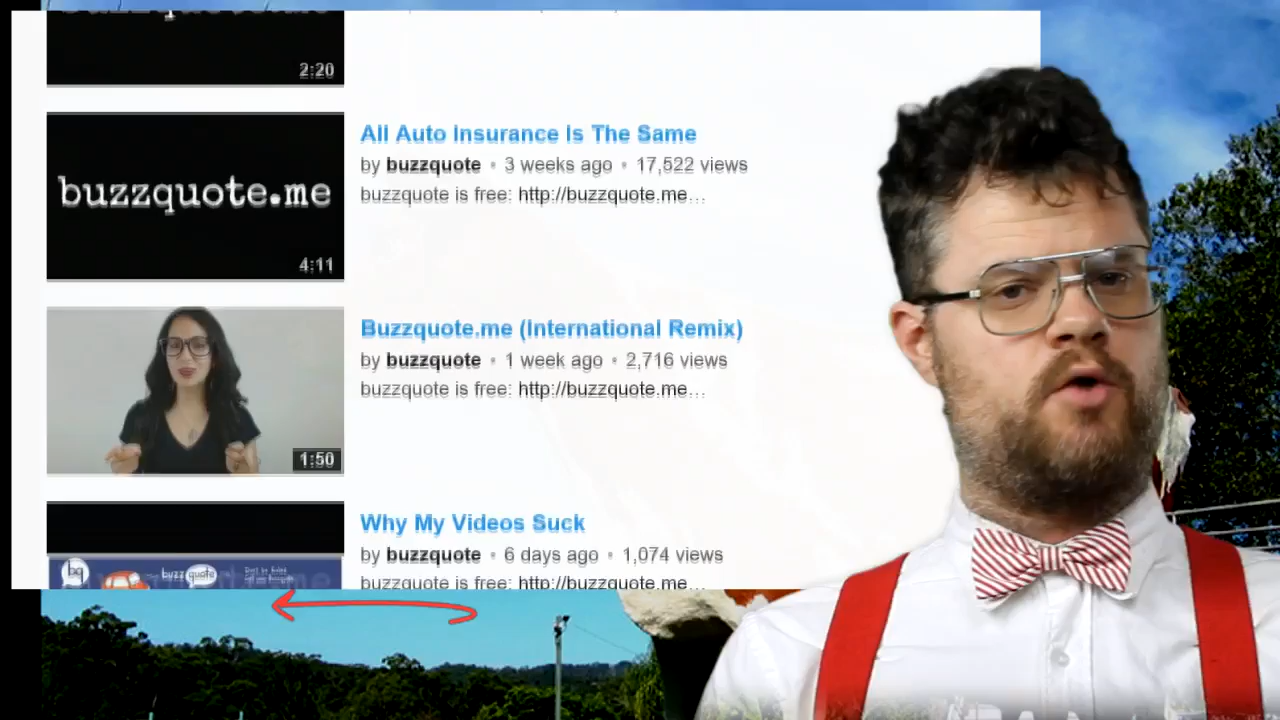 2:20
buzzquote.me
4:11
All Auto Insurance Is The Same
by buzzquote • 3 weeks ago • 17,522 views
buzzquote is free: http://buzzquote.me...
1:50
Buzzquote.me (International Remix)
by buzzquote • 1 week ago • 2,716 views
buzzquote is free: http://buzzquote.me...
Why My Videos Suck
by buzzquote • 6 days ago • 1,074 views
buzzquote is free: http://buzzquote.me...
bq
buzz quote